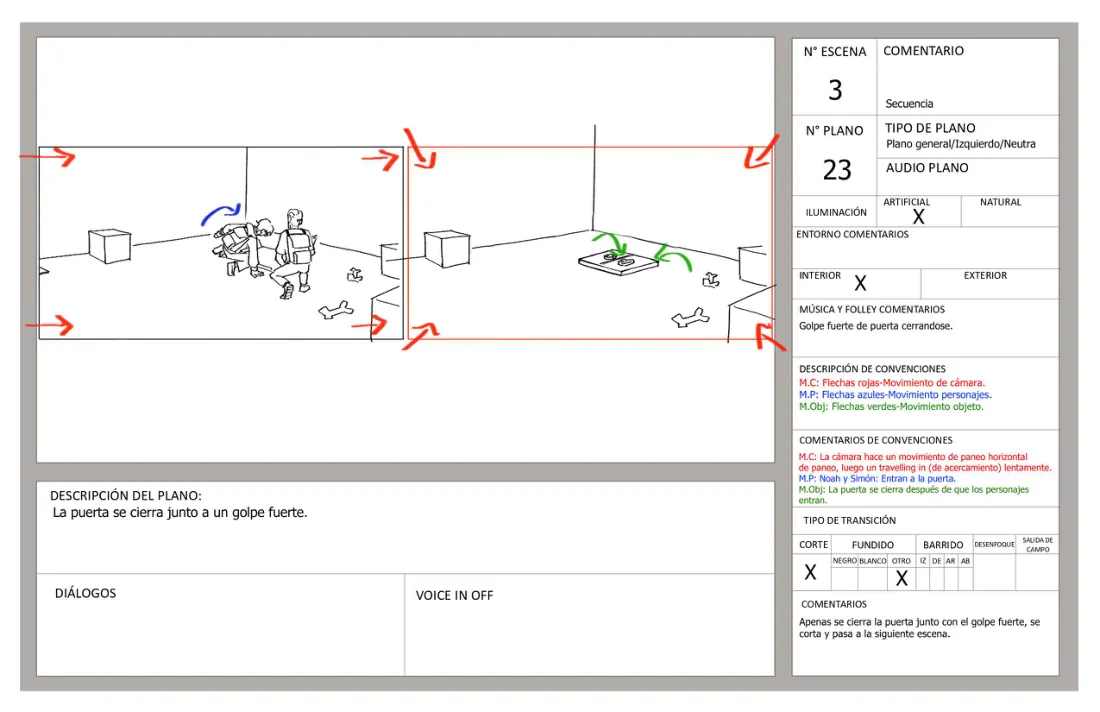 N° ESCENA
3
COMENTARIO
Secuencia
N° PLANO
23
TIPO DE PLANO
Plano general/Izquierdo/Neutra
AUDIO PLANO
ILUMINACIÓN
ARTIFICIAL
X
NATURAL
ENTORNO COMENTARIOS
INTERIOR
X
EXTERIOR
MÚSICA Y FOLLEY COMENTARIOS
Golpe fuerte de puerta cerrandose.
DESCRIPCIÓN DE CONVENCIONES
M.C: Flechas rojas-Movimiento de cámara.
M.P: Flechas azules-Movimiento personajes.
M.Obj: Flechas verdes-Movimiento objeto.
COMENTARIOS DE CONVENCIONES
M.C: La cámara hace un movimiento de paneo horizontal
de paneo, luego un travelling in (de acercamiento) lentamente.
M.P: Noah y Simón: Entran a la puerta.
M.Obj: La puerta se cierra después de que los personajes
entran.
TIPO DE TRANSICIÓN
CORTE
X
FUNDIDO
NEGRO BLANCO OTRO
X
BARRIDO
IZ DE AR AB
DESENFOQUE
SALIDA DE
CAMPO
COMENTARIOS
Apenas se cierra la puerta junto con el golpe fuerte, se
corta y pasa a la siguiente escena.
DESCRIPCIÓN DEL PLANO:
La puerta se cierra junto a un golpe fuerte.
DIÁLOGOS
VOICE IN OFF